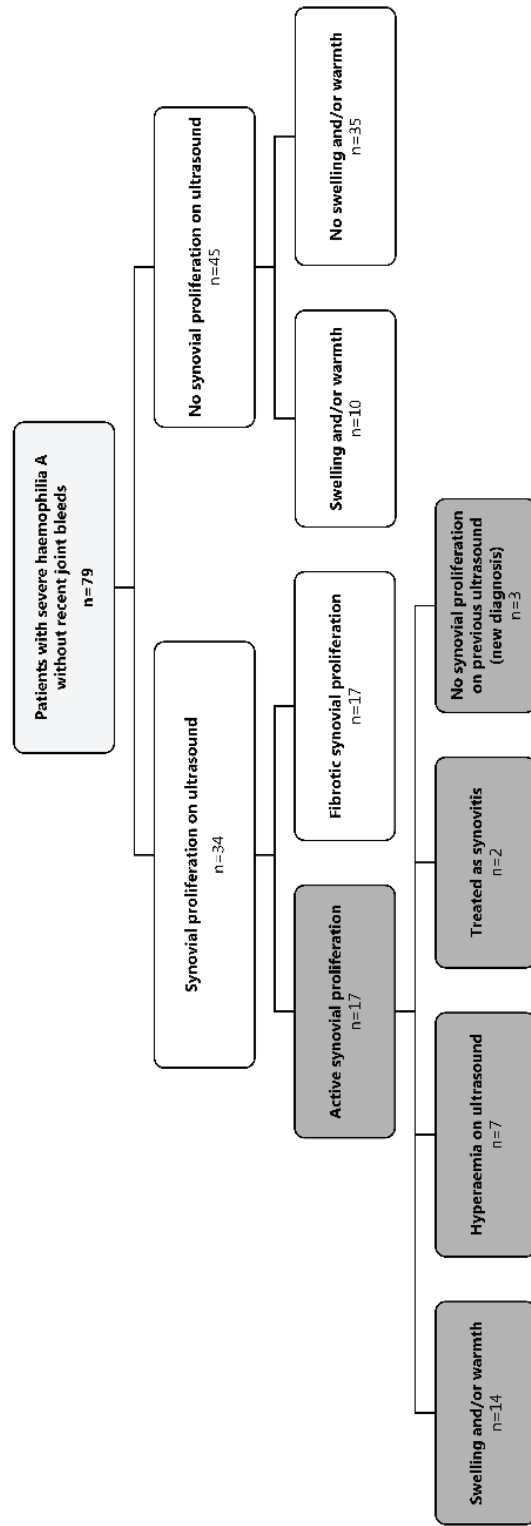 Patients with severe haemophilia A
without recent joint bleeds
n=79
Synovial proliferation on ultrasound
n=34
No synovial proliferation on ultrasound
n=45
Active synovial proliferation
n=17
Fibrotic synovial proliferation
n=17
Swelling and/or warmth
n=10
No swelling and/or warmth
n=35
Swelling and/or warmth
n=14
Hyperaemia on ultrasound
n=7
Treated as synovitis
n=2
No synovial proliferation
on previous ultrasound
(new diagnosis)
n=3